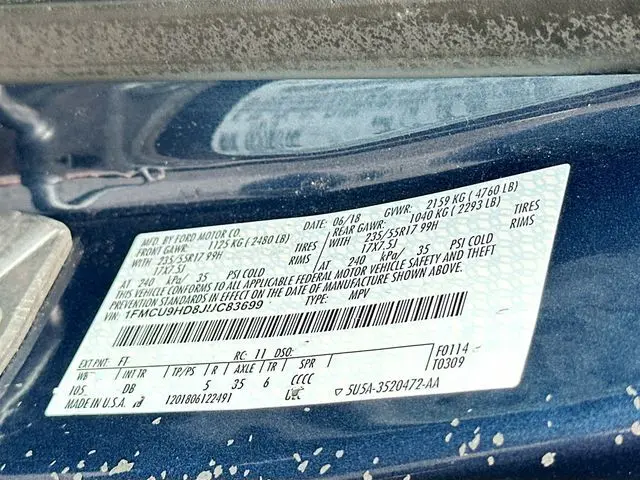 MFD. BY FORD MOTOR CO. DATE: 06/18 GVWR: 2159 KG ( 4760 LB)
FRONT GAWR: 1125 KG ( 2480 LB) REAR GAWR: 1040 KG ( 2293 LB)
WITH 235/55R17 99H TIRES WITH 235/55R17 99H TIRES
17X7.5J RIMS 17X7.5J RIMS
AT 240 kPa/ 35 PSI COLD AT 240 kPa/ 35 PSI COLD
THIS VEHICLE CONFORMS TO ALL APPLICABLE FEDERAL MOTOR VEHICLE SAFETY AND THEFT
PREVENTION STANDARDS IN EFFECT ON THE DATE OF MANUFACTURE SHOWN ABOVE.
VIN: 1FMCU9HD8JUC83699 TYPE: MPV
EXT PNT: FT RC: 11 DSO: F0114
WB INT TR TP/PS R AXLE TR SPR T0309
105 DB 5 35 6 CCCC
MADE IN U.S.A. 1201806122491 5U5A-3520472-AA